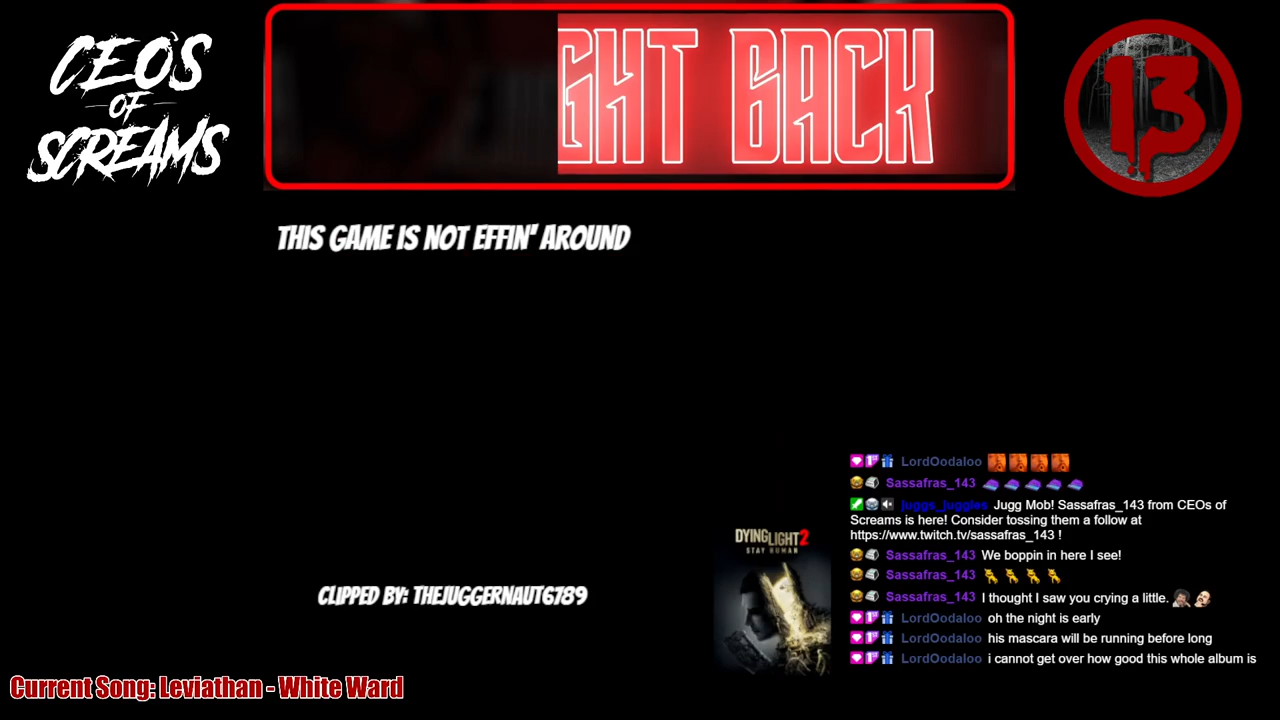 CEO'S
OF
SCREAMS
GHT BACK
13
THIS GAME IS NOT EFFIN' AROUND
LordOodaloo
Sassafras_143
juggs_juggles Jugg Mob! Sassafras_143 from CEOs of
Screams is here! Consider tossing them a follow at
https://www.twitch.tv/sassafras_143 !
Sassafras_143 We boppin in here I see!
Sassafras_143
Sassafras_143 I thought I saw you crying a little.
LordOodaloo oh the night is early
LordOodaloo his mascara will be running before long
LordOodaloo i cannot get over how good this whole album is
DYING LIGHT 2
STAY HUMAN
CLIPPED BY: THEJUGGERNAUT6789
Current Song: Leviathan - White Ward